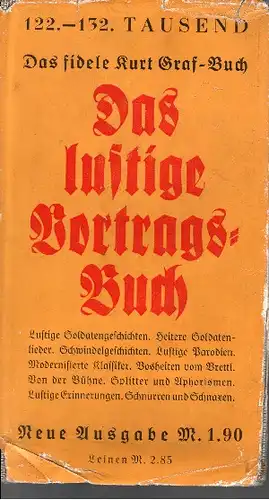 122.–132. TAUSEND
Das fidele Kurt Graf-Buch
Das
lustige
Vortrags-
Buch
Lustige Soldatengeschichten. Heitere Soldaten-
lieder. Schwindelgeschichten. Lustige Parodien.
Modernisierte Klassiker. Bosheiten vom Brettl.
Von der Bühne. Splitter und Aphorismen.
Lustige Erinnerungen. Schnurren und Schnaxen.
Neue Ausgabe M. 1.90
Leinen M. 2.85